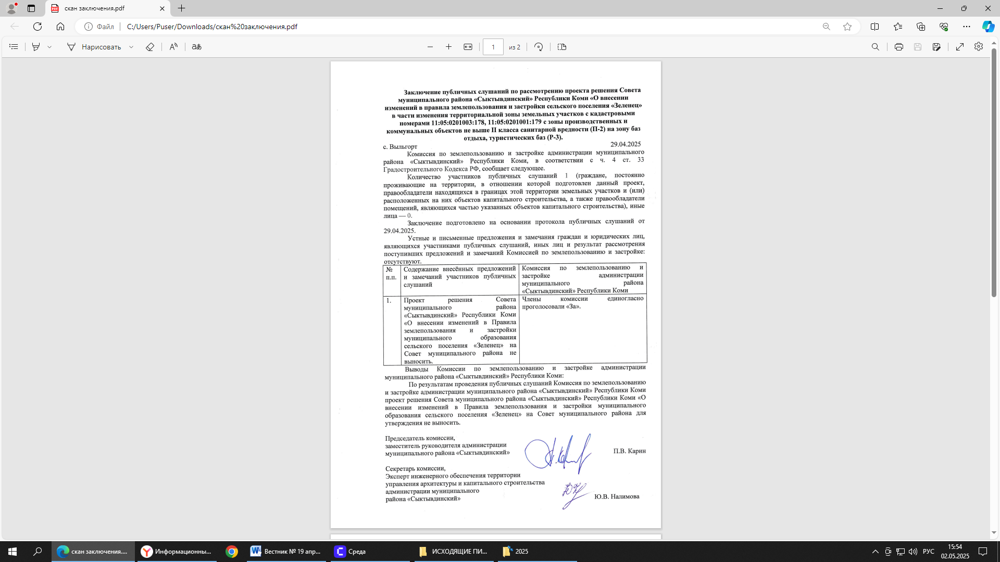 скан заключения.pdf
Файл
C:/Users/Puser/Downloads/скан%20заключения.pdf
Нарисовать
1
из 2
Заключение публичных слушаний по рассмотрению проекта решения Совета
муниципального района «Сыктывдинский» Республики Коми «О внесении
изменений в правила землепользования и застройки сельского поселения «Зеленец»
в части изменения территориальной зоны земельных участков с кадастровыми
номерами 11:05:0201003:178, 11:05:0201001:179 с зоны производственных и
коммунальных объектов не выше II класса санитарной вредности (П-2) на зону баз
отдыха, туристических баз (Р-3).
с. Выльгорт 29.04.2025
Комиссия по землепользованию и застройке администрации муниципального
района «Сыктывдинский» Республики Коми, в соответствии с ч. 4 ст. 33
Градостроительного Кодекса РФ, сообщает следующее.
Количество участников публичных слушаний 1 (граждане, постоянно
проживающие на территории, в отношении которой подготовлен данный проект,
правообладатели находящихся в границах этой территории земельных участков и (или)
расположенных на них объектов капитального строительства, а также правообладатели
помещений, являющихся частью указанных объектов капитального строительства), иные
лица — 0.
Заключение подготовлено на основании протокола публичных слушаний от
29.04.2025.
Устные и письменные предложения и замечания граждан и юридических лиц,
являющихся участниками публичных слушаний, иных лиц и результат рассмотрения
поступивших предложений и замечаний Комиссией по землепользованию и застройке:
отсутствуют.
№
п.п.
Содержание внесённых предложений
и замечаний участников публичных
слушаний
Комиссия по землепользованию и
застройке администрации
муниципального района
«Сыктывдинский» Республики Коми
1.
Проект решения Совета
муниципального района
«Сыктывдинский» Республики Коми
«О внесении изменений в Правила
землепользования и застройки
муниципального образования
сельского поселения «Зеленец» на
Совет муниципального района не
выносить.
Члены комиссии единогласно
проголосовали «За».
Выводы Комиссии по землепользованию и застройке администрации
муниципального района «Сыктывдинский» Республики Коми:
По результатам проведения публичных слушаний Комиссия по землепользованию
и застройке администрации муниципального района «Сыктывдинский» Республики Коми
проект решения Совета муниципального района «Сыктывдинский» Республики Коми «О
внесении изменений в Правила землепользования и застройки муниципального
образования сельского поселения «Зеленец» на Совет муниципального района для
утверждения не выносить.
Председатель комиссии,
заместитель руководителя администрации
муниципального района «Сыктывдинский»
П.В. Карин
Секретарь комиссии,
Эксперт инженерного обеспечения территории
управления архитектуры и капитального строительства
администрации муниципального
района «Сыктывдинский»
Ю.В. Налимова
скан заключения....
Информационны...
Вестник № 19 апр...
Среда
ИСХОДЯЩИЕ ПИ...
2025
РУС
15:54
02.05.2025